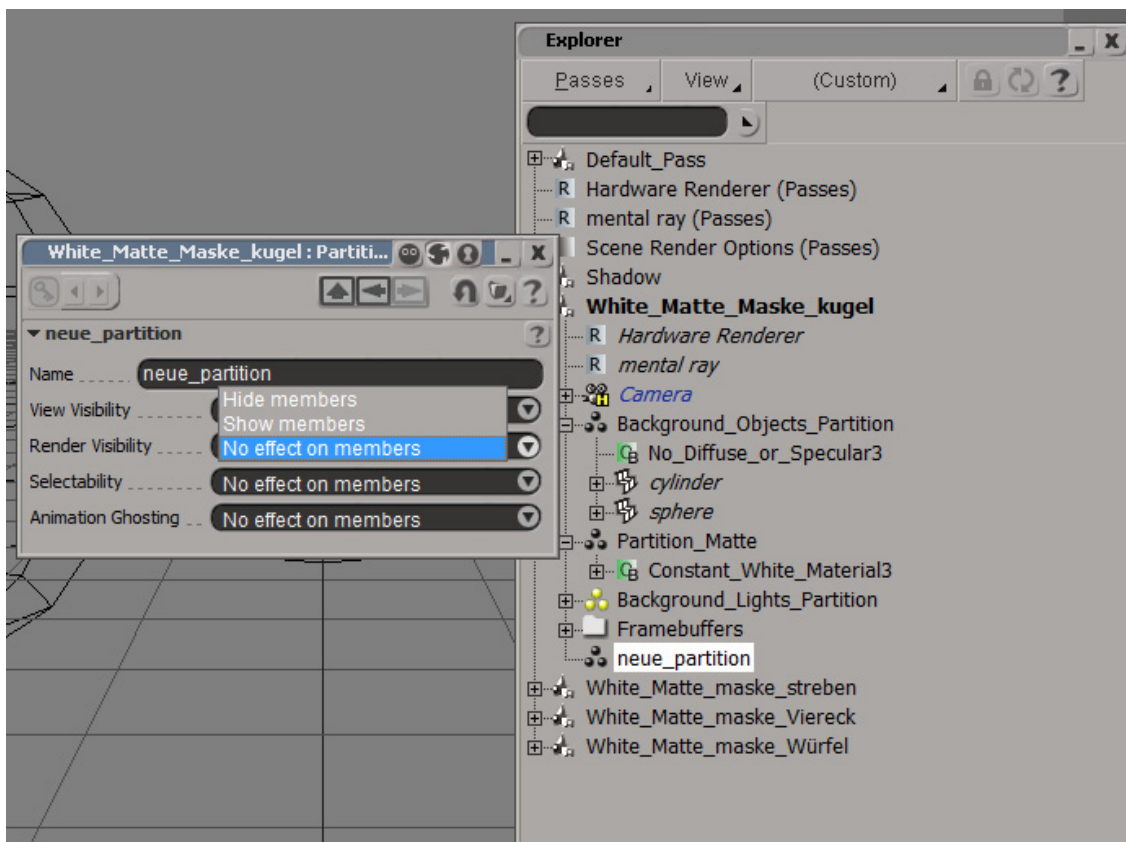 Explorer
Passes View (Custom)
Default_Pass
R Hardware Renderer (Passes)
R mental ray (Passes)
Scene Render Options (Passes)
Shadow
White_Matte_Maske_kugel
R Hardware Renderer
R mental ray
Camera
Background_Objects_Partition
No_Diffuse_or_Specular3
cylinder
sphere
Partition_Matte
Constant_White_Material3
Background_Lights_Partition
Framebuffers
neue_partition
White_Matte_maske_streben
White_Matte_maske_Viereck
White_Matte_maske_Würfel
White_Matte_Maske_kugel : Partiti...
neue_partition
Name neue_partition
View Visibility
Hide members
Show members
Render Visibility No effect on members
Selectability No effect on members
Animation Ghosting No effect on members